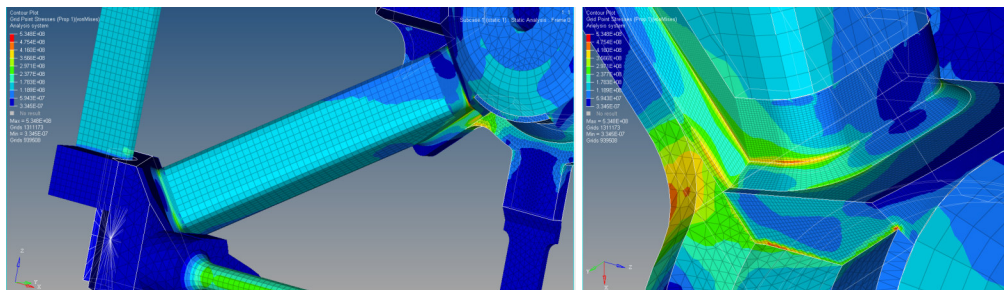 Contour Plot
Grid Point Stresses (Prop 1)(vonMises)
Analysis system
5.348E+08
4.754E+08
4.160E+08
3.565E+08
2.971E+08
2.377E+08
1.783E+08
1.189E+08
5.943E+07
3.345E-07
No result
Max = 5.348E+08
Grids 1311173
Min = 3.345E-07
Grids 939608
1: 1
Subcase 1 (static 1) : Static Analysis : Frame 0
Z
X
Contour Plot
Grid Point Stresses (Prop 1)(vonMises)
Analysis system
5.348E+08
4.754E+08
4.160E+08
2.971E+08
2.377E+08
1.783E+08
1.189E+08
5.943E+07
3.345E-07
No result
Max = 5.348E+08
Grids 1311173
Min = 3.345E-07
Grids 939608
Y
Z
X